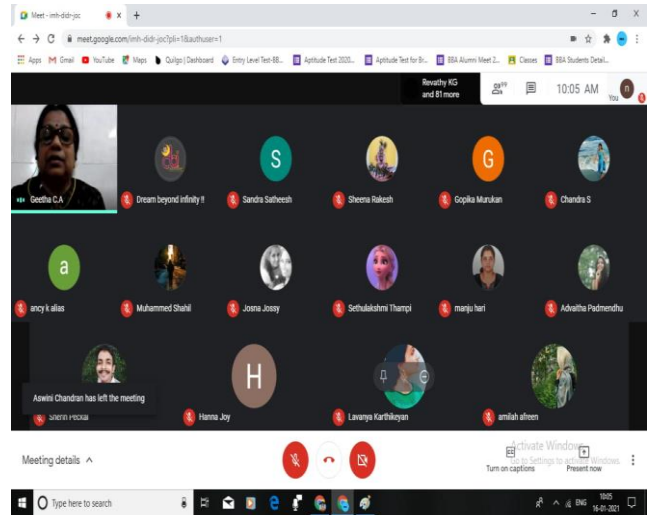 Meet - imh-didr-joc
meet.google.com/imh-didr-joc?pli=1&authuser=1
Apps Gmail YouTube Maps Quilgo | Dashboard Entry Level Test-BB... Aptitude Test 2020... Aptitude Test for Br... BBA Alumni Meet 2... Classes BBA Students Detail...
Revathy KG
and 81 more
10:05 AM
You
n
Geetha C.A
Dream beyond infinity !!
S
Sandra Satheesh
Sheena Rakesh
G
Gopika Murukan
Chandra S
a
ancy k alias
Muhammed Shahil
Josna Jossy
Sethulakshmi Thampi
manju hari
Advaitha Padmendhu
Aswini Chandran has left the meeting
H
Hanna Joy
Lavanya Karthikeyan
amilah afreen
Meeting details
Turn on captions
Present now
Activate Windows
Go to Settings to activate Windows.
Type here to search
ENG
10:05
16-01-2021